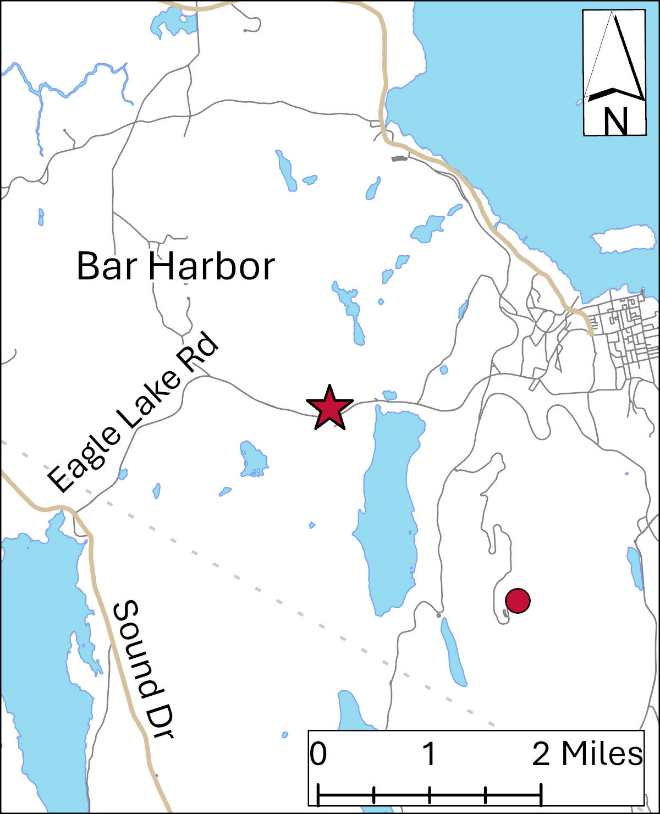 N
Bar Harbor
Eagle Lake Rd
Sound Dr
0 1 2 Miles